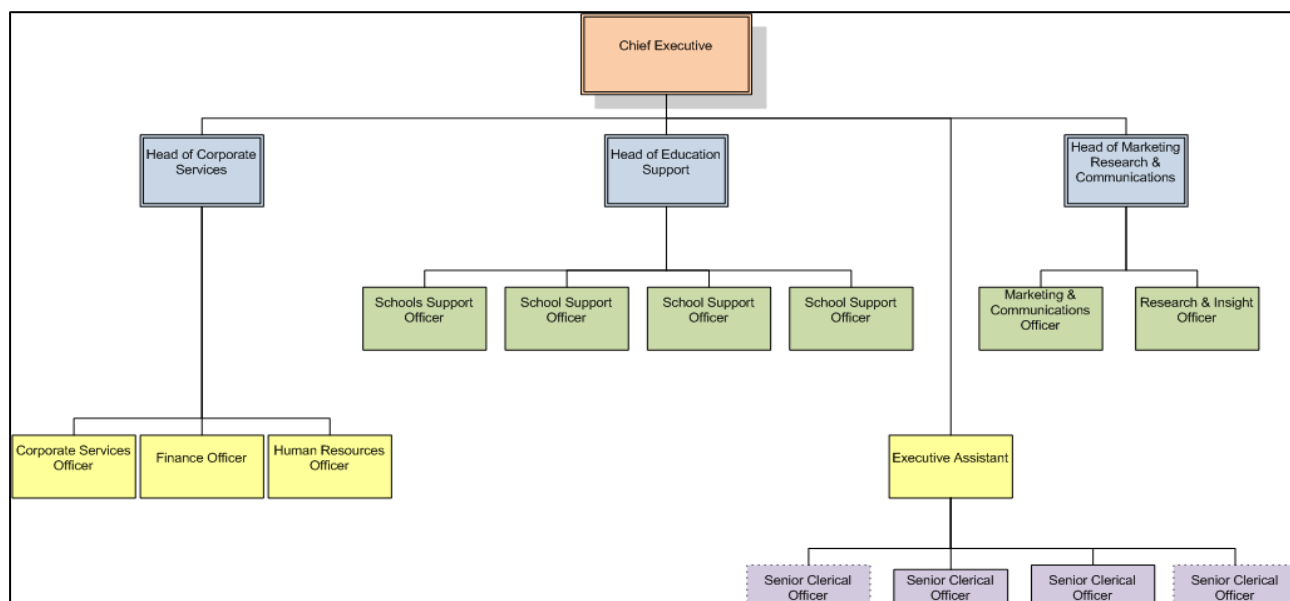 Chief Executive
Head of Corporate
Services
Head of Education
Support
Head of Marketing
Research &
Communications
Schools Support
Officer
School Support
Officer
School Support
Officer
School Support
Officer
Marketing &
Communications
Officer
Research & Insight
Officer
Corporate Services
Officer
Finance Officer
Human Resources
Officer
Executive Assistant
Senior Clerical
Officer
Senior Clerical
Officer
Senior Clerical
Officer
Senior Clerical
Officer